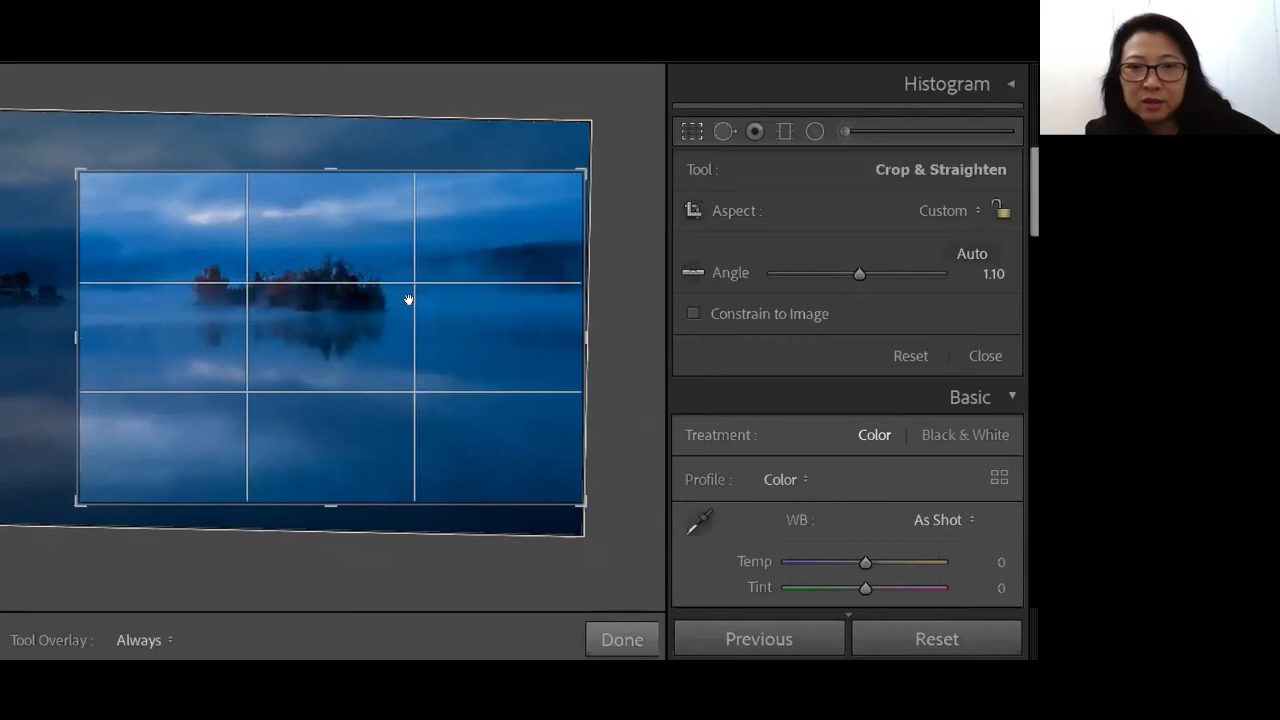 Histogram
Tool :
Crop & Straighten
Aspect :
Custom
Auto
Angle
1.10
Constrain to Image
Reset
Close
Basic
Treatment :
Color
Black & White
Profile :
Color
WB :
As Shot
Temp
0
Tint
0
Tool Overlay :
Always
Done
Previous
Reset